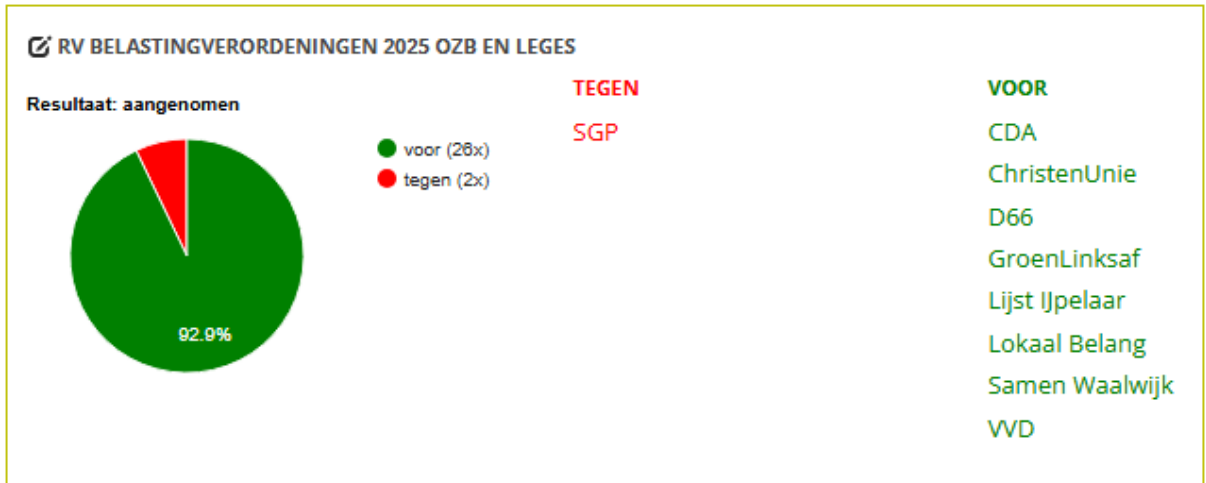 RV BELASTINGVERORDENINGEN 2025 OZB EN LEGES
Resultaat: aangenomen
voor (26x)
tegen (2x)
92.9%
TEGEN
SGP
VOOR
CDA
ChristenUnie
D66
GroenLinksaf
Lijst IJpelaar
Lokaal Belang
Samen Waalwijk
VVD